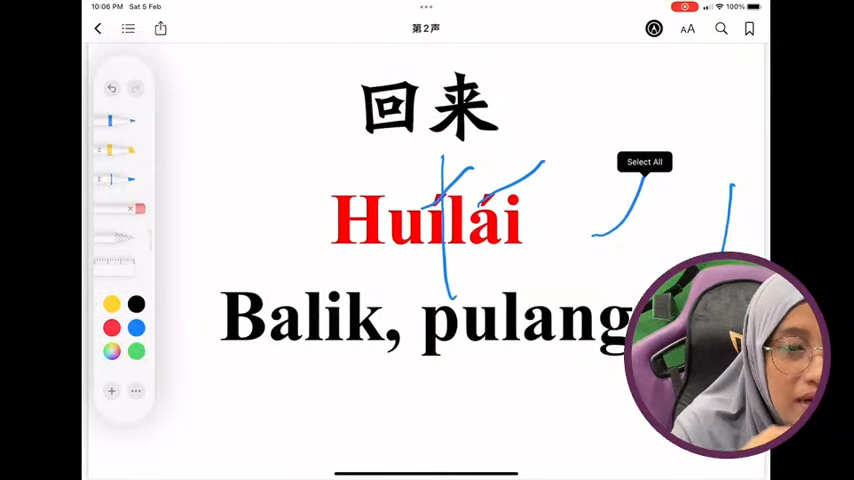 10:06 PM Sat 5 Feb
100%
第2声
AA
回来
Select All
Huílái
Balik, pulang